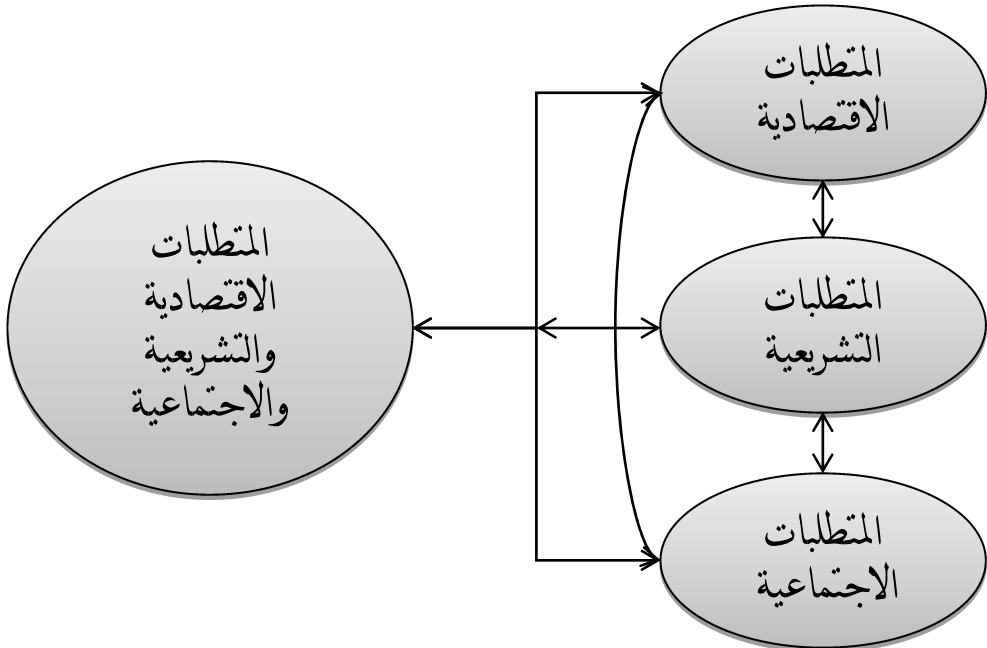 المتطلبات
الاقتصادية
المتطلبات
التشريعية
المتطلبات
الاجتماعية
المتطلبات
الاقتصادية
والتشريعية
والاجتماعية